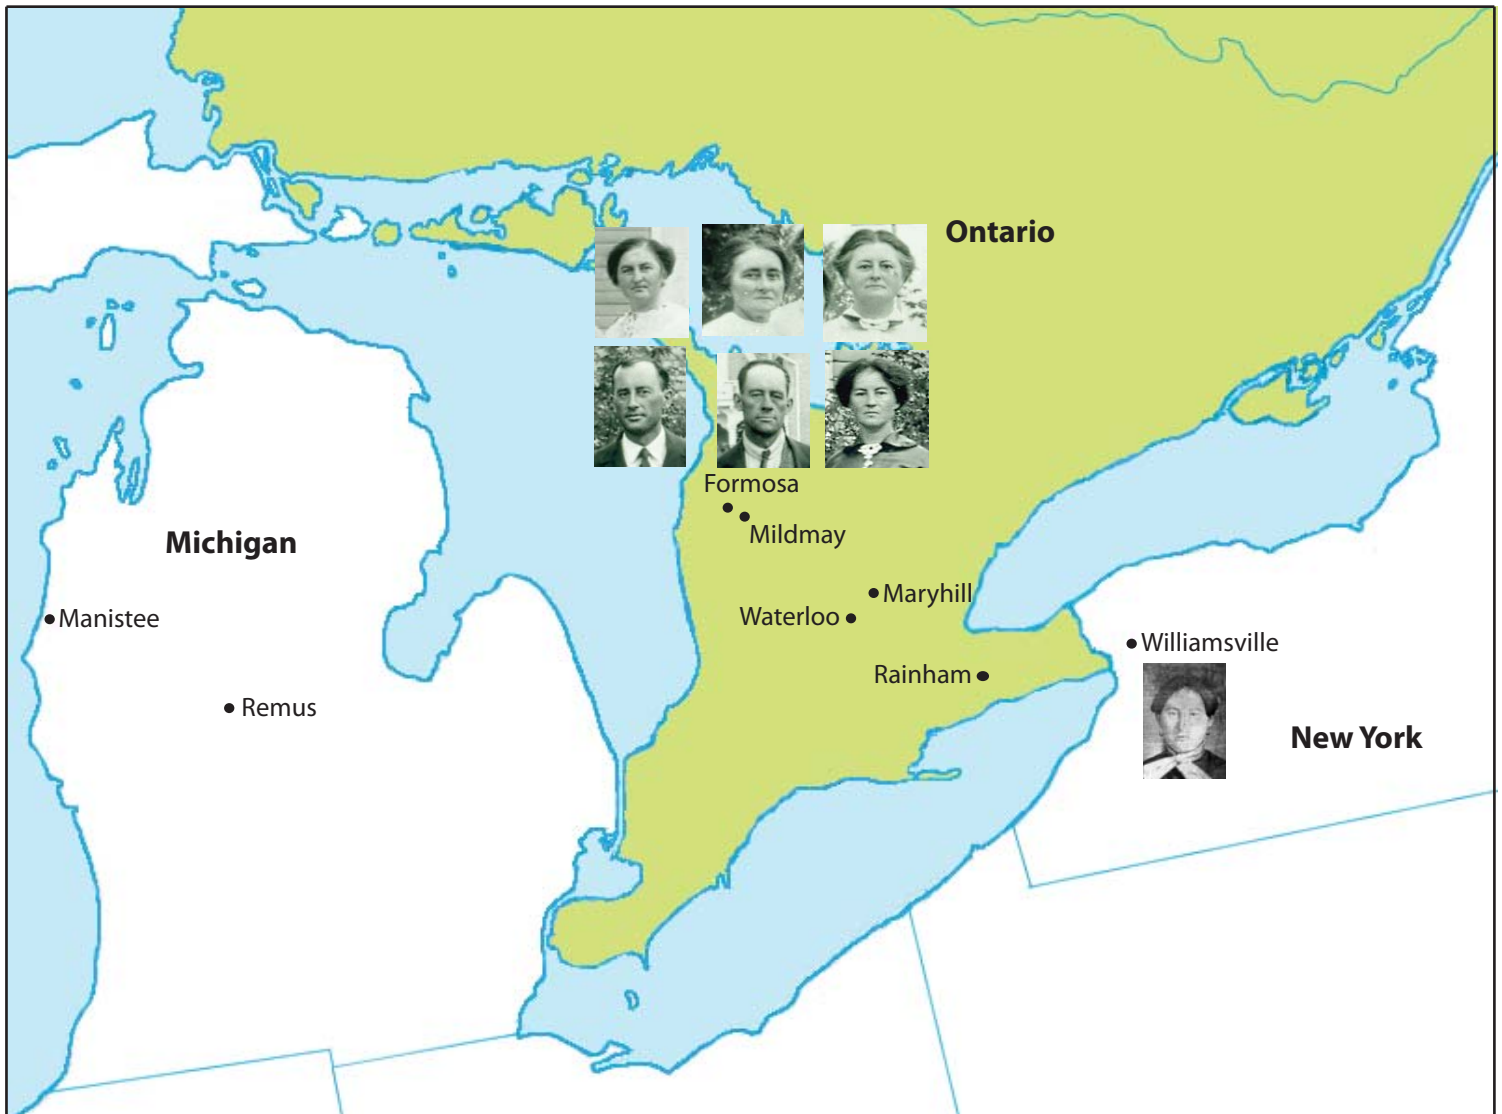 Ontario
Formosa
Mildmay
Michigan
Maryhill
Manistee
Waterloo
Williamsville
Rainham
Remus
New York